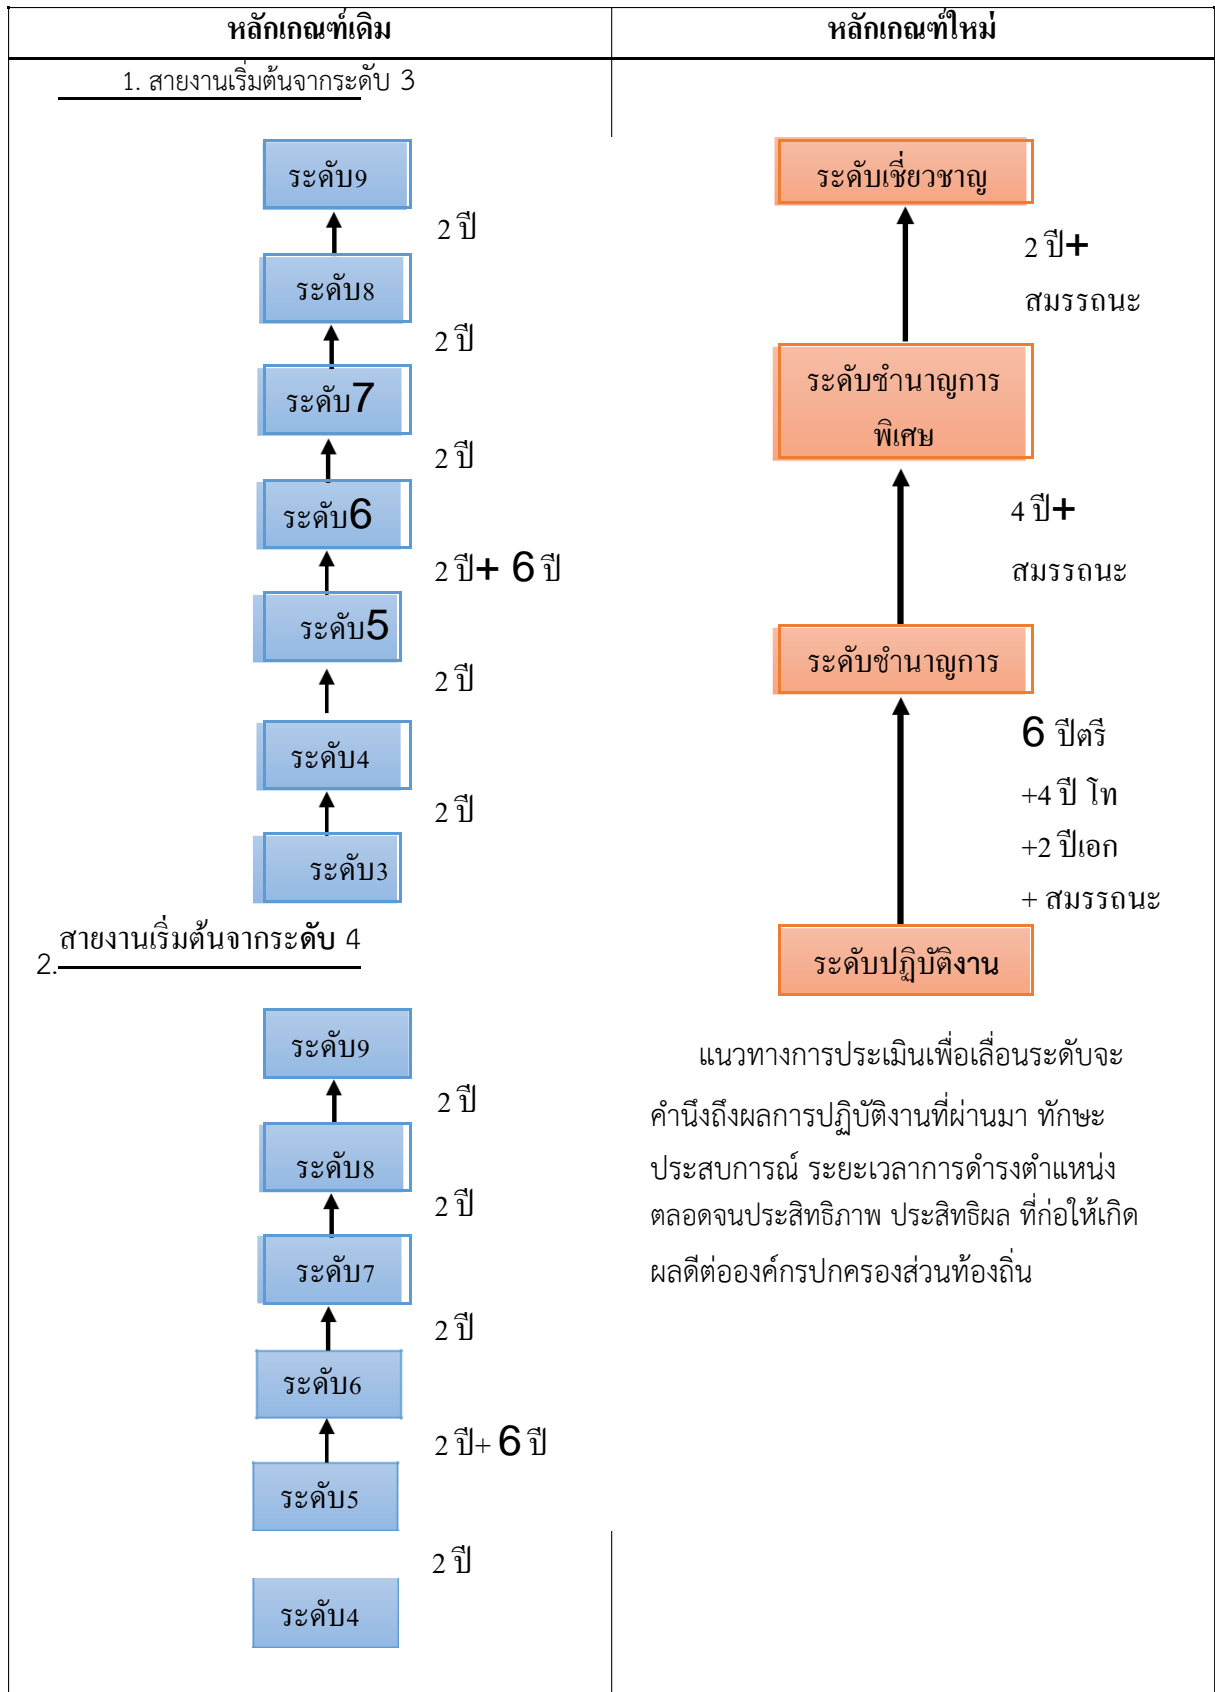 หลักเกณฑ์เดิม
หลักเกณฑ์ใหม่
1. สายงานเริ่มต้นจากระดับ 3
ระดับ9
2 ปี
ระดับ8
2 ปี
ระดับ7
2 ปี
ระดับ6
2 ปี+ 6 ปี
ระดับ5
2 ปี
ระดับ4
2 ปี
ระดับ3
2. สายงานเริ่มต้นจากระดับ 4
ระดับ9
2 ปี
ระดับ8
2 ปี
ระดับ7
2 ปี
ระดับ6
2 ปี+ 6 ปี
ระดับ5
2 ปี
ระดับ4
ระดับเชี่ยวชาญ
2 ปี+
สมรรถนะ
ระดับชำนาญการ
พิเศษ
4 ปี+
สมรรถนะ
ระดับชำนาญการ
6 ปีตรี
+4 ปี โท
+2 ปีเอก
+ สมรรถนะ
ระดับปฏิบัติงาน
แนวทางการประเมินเพื่อเลื่อนระดับจะ
คำนึงถึงผลการปฏิบัติงานที่ผ่านมา ทักษะ
ประสบการณ์ ระยะเวลาการดำรงตำแหน่ง
ตลอดจนประสิทธิภาพ ประสิทธิผล ที่ก่อให้เกิด
ผลดีต่อองค์กรปกครองส่วนท้องถิ่น